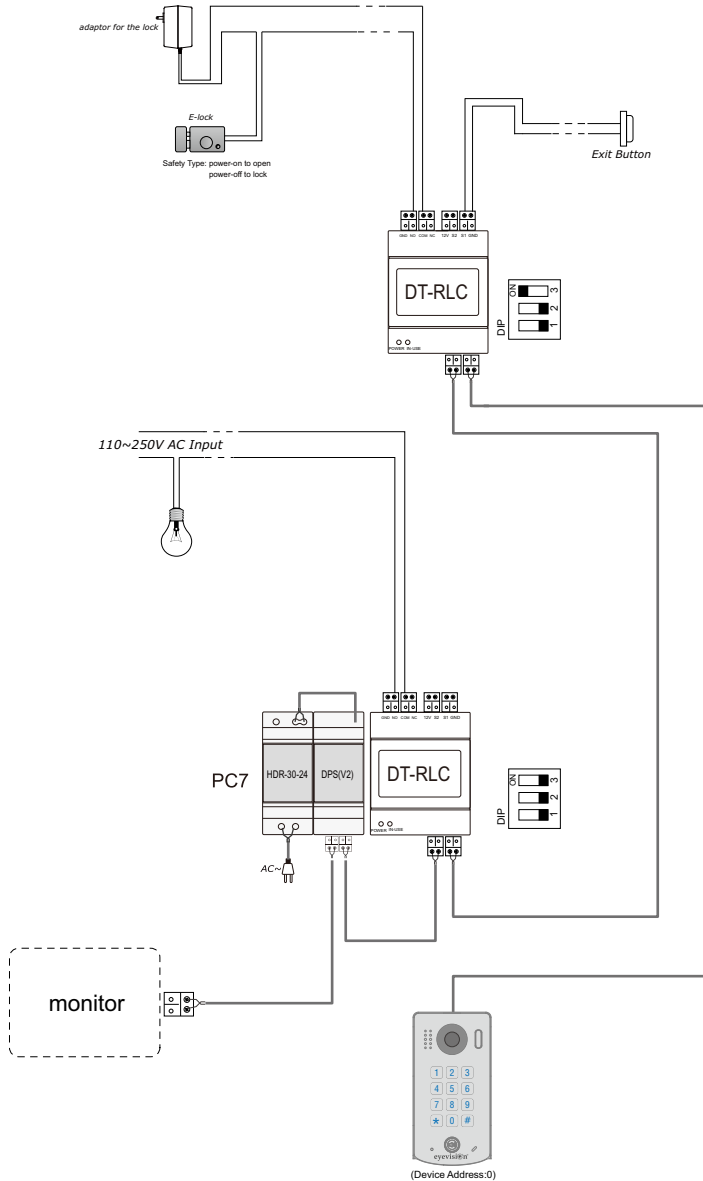 adaptor for the lock
E-lock
Safety Type: power-on to open
power-off to lock
Exit Button
GND NO COM NC 12V S2 S1 GND
DT-RLC
POWER IN-USE
ON
DIP
1 2 3
110~250V AC Input
GND NO COM NC 12V S2 S1 GND
PC7
HDR-30-24
DPS(V2)
DT-RLC
POWER IN-USE
ON
DIP
1 2 3
AC~
monitor
1 2 3
4 5 6
7 8 9
* 0 #
eyevision
(Device Address:0)